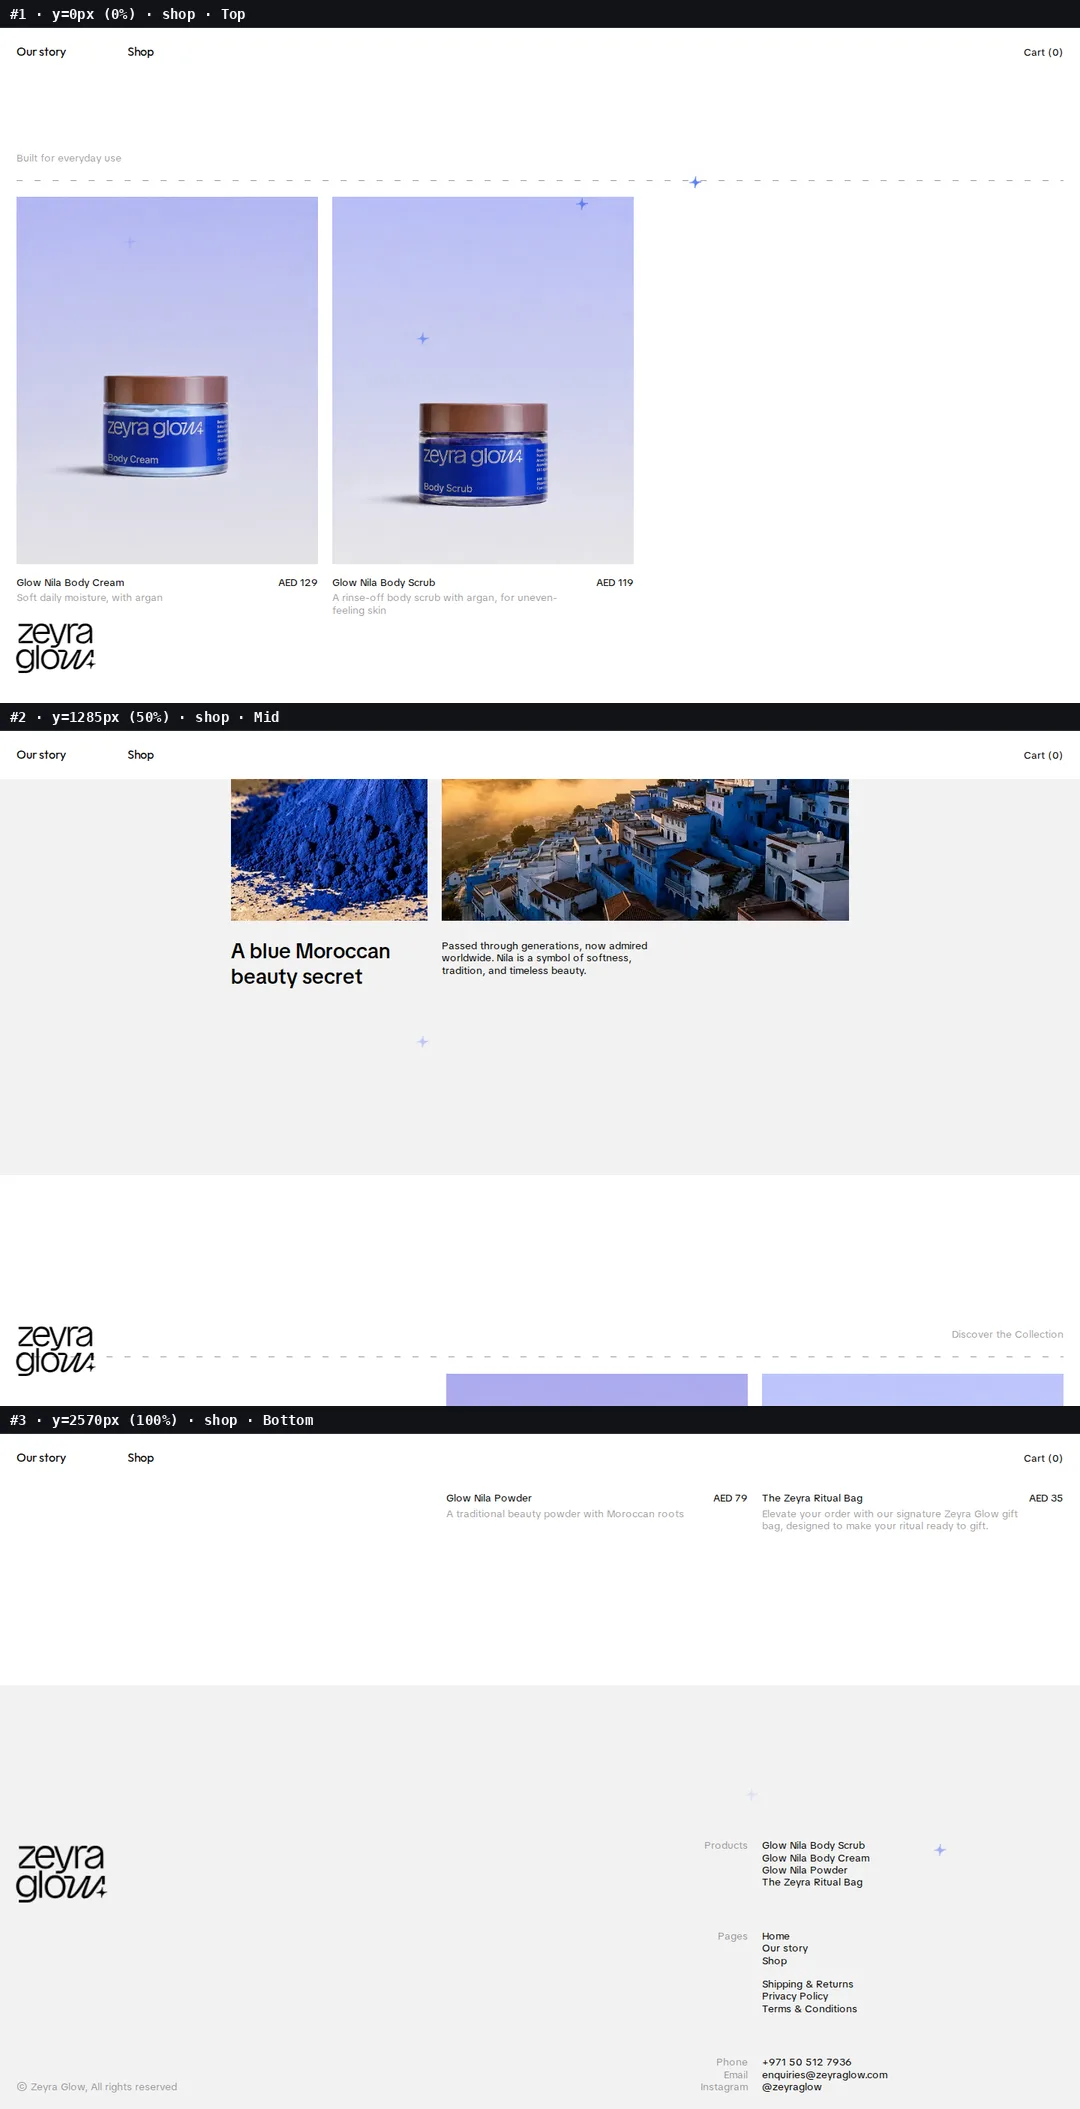 #1 · y=0px (0%) · shop · Top
Our story
Shop
Cart (0)
Built for everyday use
zeyra glow
Body Cream
zeyra glow
Body Scrub
Glow Nila Body Cream
AED 129
Soft daily moisture, with argan
Glow Nila Body Scrub
AED 119
A rinse-off body scrub with argan, for uneven-
feeling skin
zeyra
glow
#2 · y=1285px (50%) · shop · Mid
Our story
Shop
Cart (0)
A blue Moroccan
beauty secret
Passed through generations, now admired
worldwide. Nila is a symbol of softness,
tradition, and timeless beauty.
zeyra
glow
Discover the Collection
#3 · y=2570px (100%) · shop · Bottom
Our story
Shop
Cart (0)
Glow Nila Powder
AED 79
A traditional beauty powder with Moroccan roots
The Zeyra Ritual Bag
AED 35
Elevate your order with our signature Zeyra Glow gift
bag, designed to make your ritual ready to gift.
zeyra
glow
Products
Glow Nila Body Scrub
Glow Nila Body Cream
Glow Nila Powder
The Zeyra Ritual Bag
Pages
Home
Our story
Shop
Shipping & Returns
Privacy Policy
Terms & Conditions
Phone
+971 50 512 7936
Email
enquiries@zeyraglow.com
Instagram
@zeyraglow
© Zeyra Glow, All rights reserved